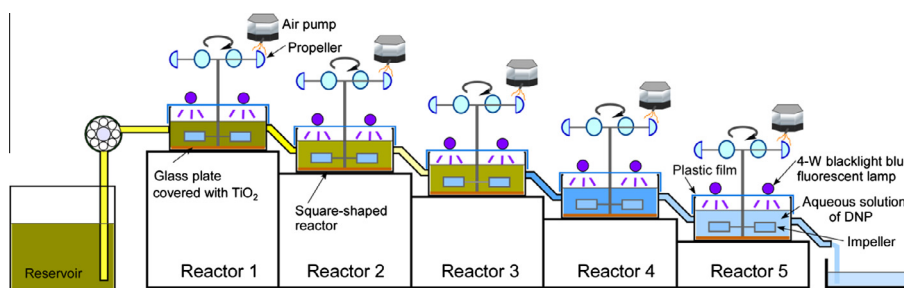 Air pump
Propeller
Glass plate
covered with TiO₂
Square-shaped
reactor
Plastic film
4-W blacklight blu
fluorescent lamp
Aqueous solution
of DNP
Impeller
Reservoir
Reactor 1
Reactor 2
Reactor 3
Reactor 4
Reactor 5